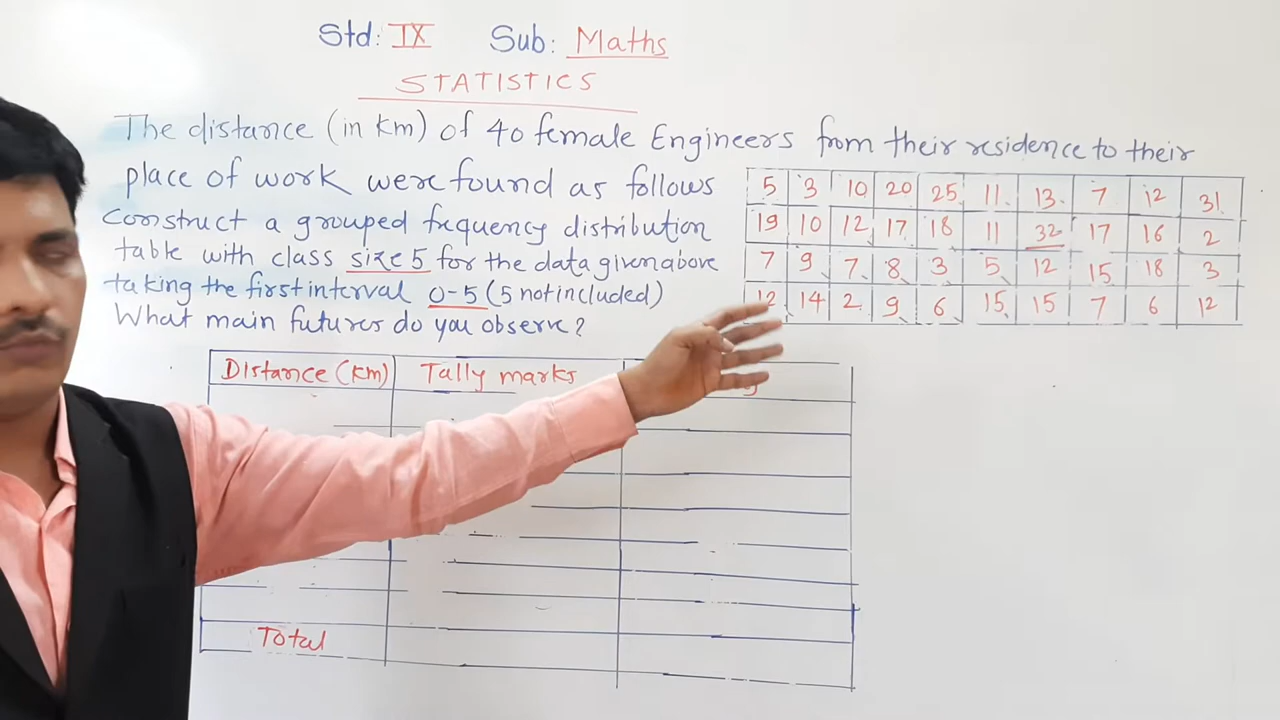 Std: IX Sub: Maths
STATISTICS
The distance (in km) of 40 female Engineers from their residence to their
place of work were found as follows
Construct a grouped frequency distribution
table with class size 5 for the data given above
taking the first interval 0-5 (5 not included)
What main futures do you observe?
5 3 10 20 25 11 13 7 12 31
19 10 12 17 18 11 32 17 16 2
7 9 7 8 3 5 12 15 18 3
12 14 2 9 6 15 15 7 6 12
Distance (km) Tally marks
Total